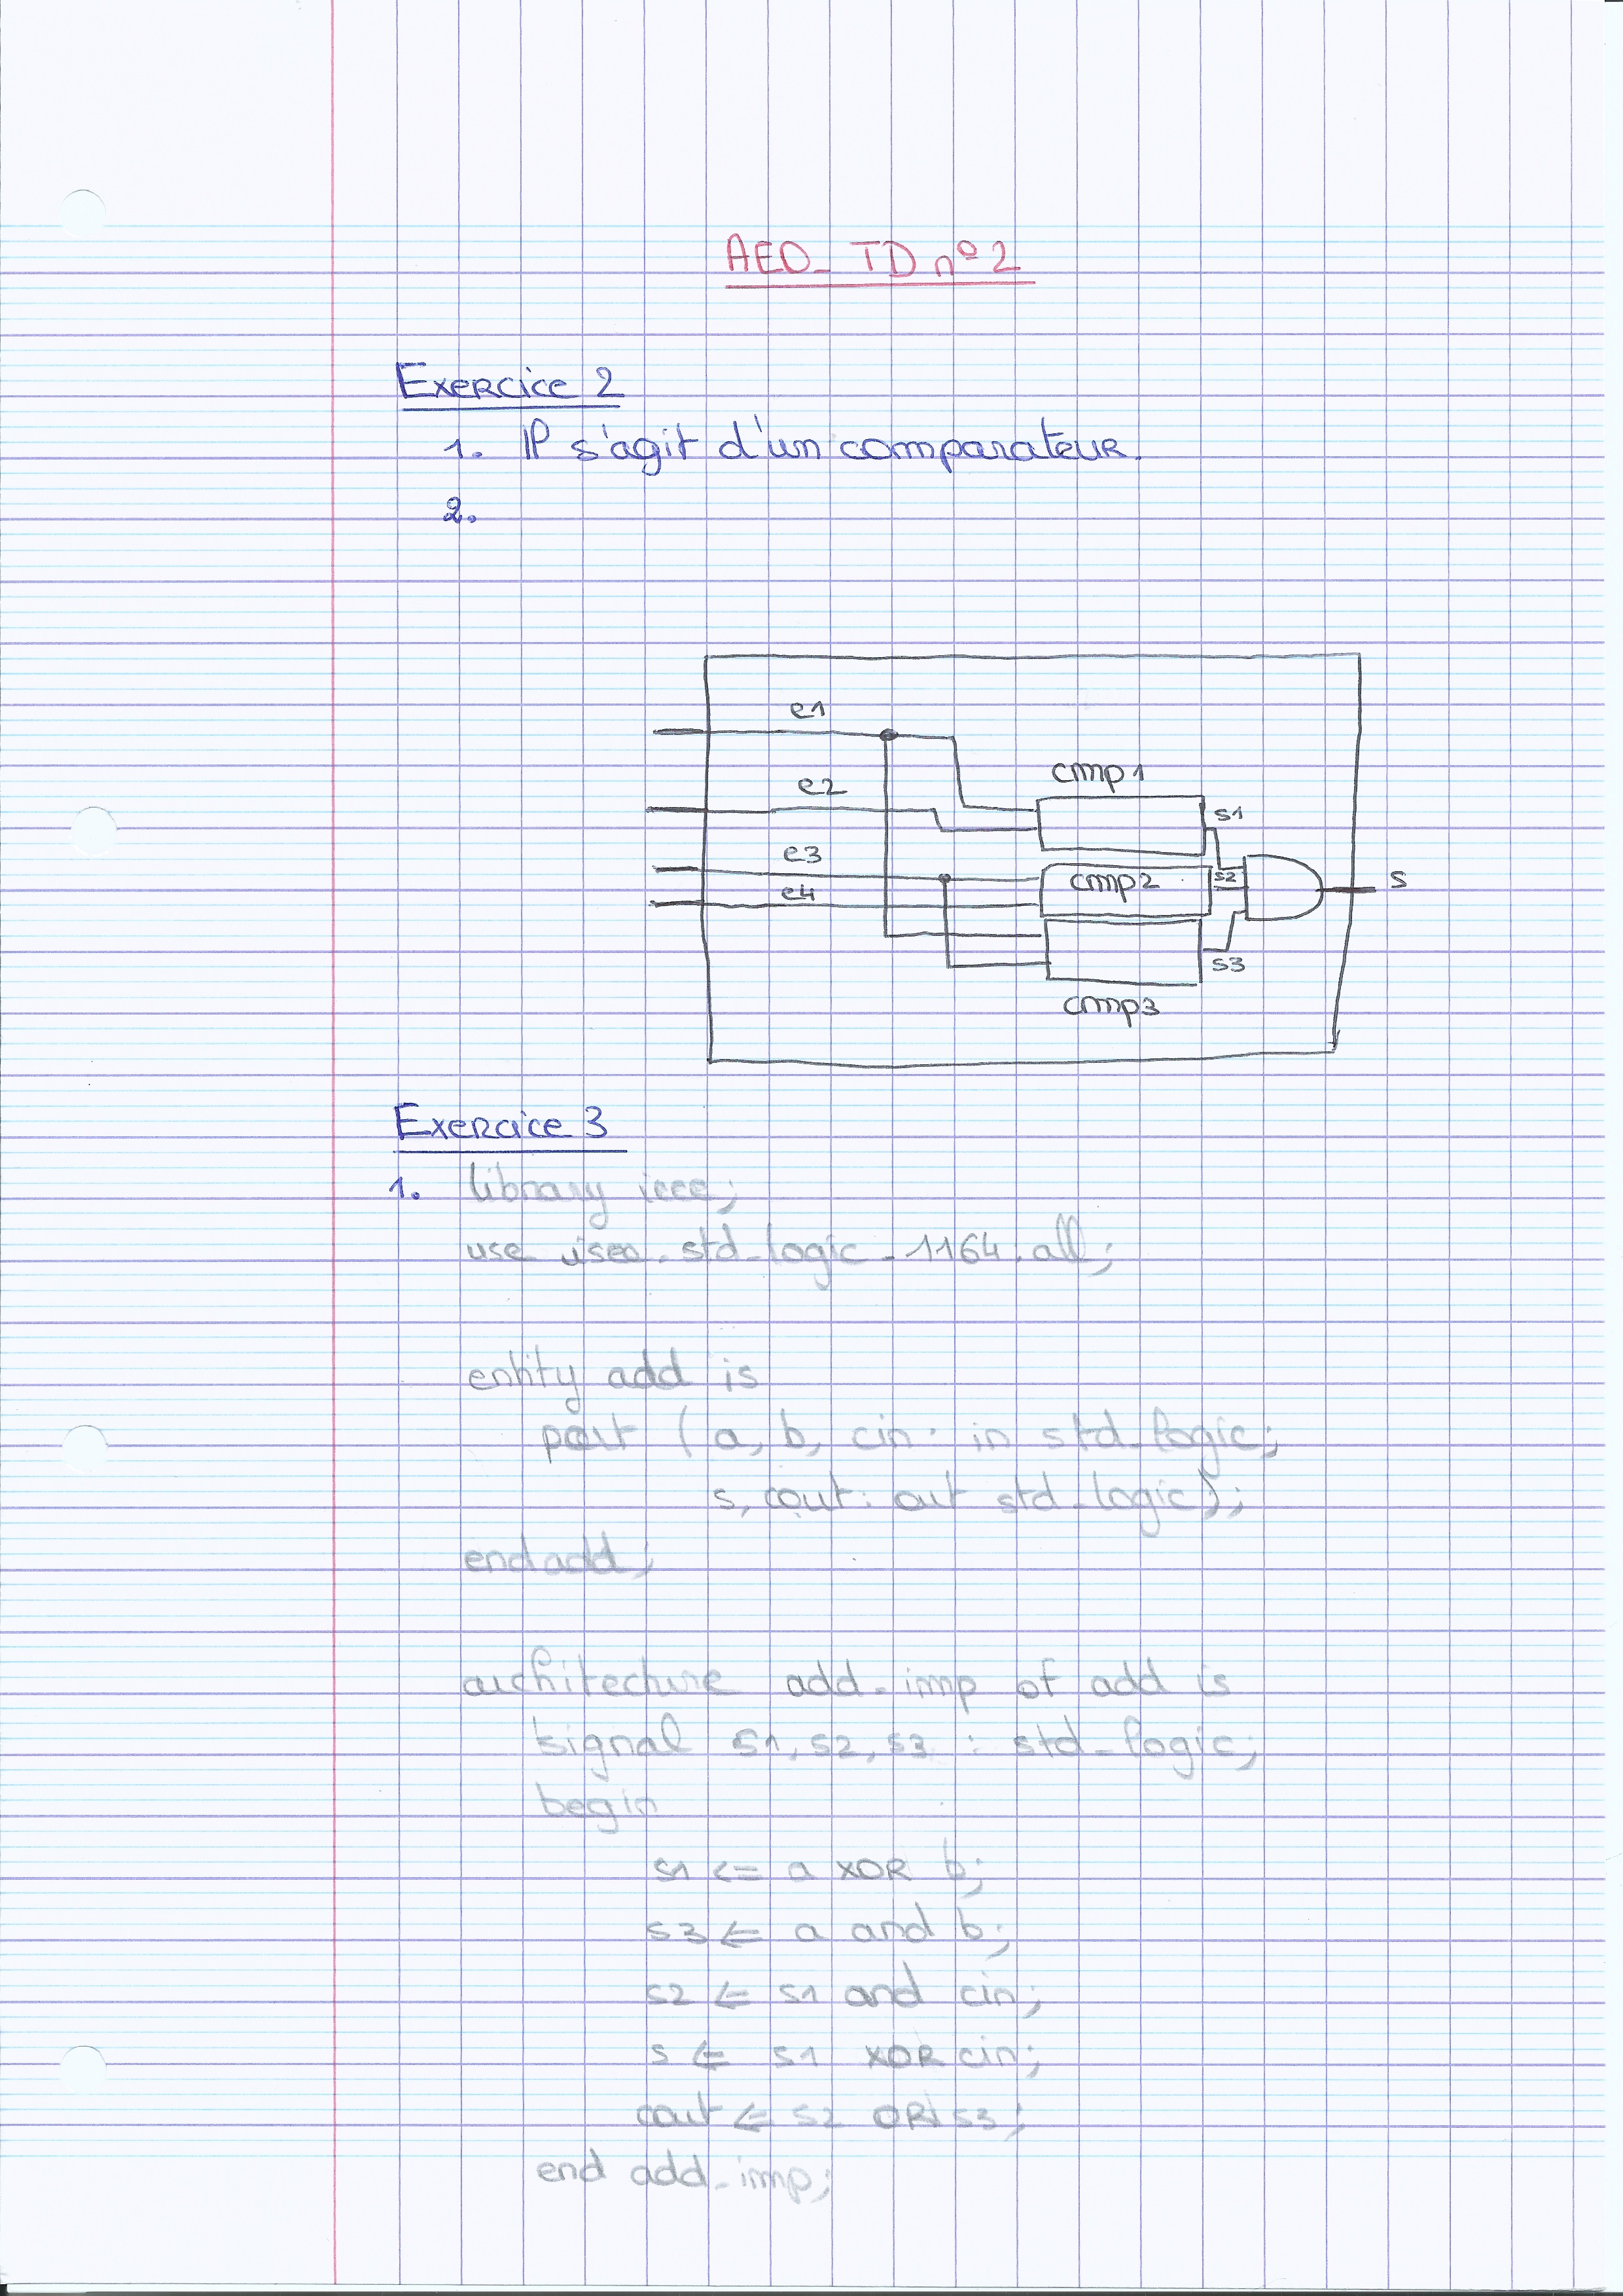 AEO_ TD nº2
Exercice 2
1. Il s'agit d'un comparateur.
2.
e1
cmp1
e2
s1
e3
cmp2
s2
s
e4
s3
cmp3
Exercice 3
1. library ieee;
use . std_logic_1164.all;
entity add is
port ( a, b, cin : in std_logic;
s, cout : out std_logic);
end add;
architecture add_imp of add is
signal s1, s2, s3 : std_logic;
begin
s1 <= a XOR b;
s3 <= a and b;
s2 <= s1 and cin;
s <= s1 XOR cin;
cout <= s2 OR s3;
end add_imp;